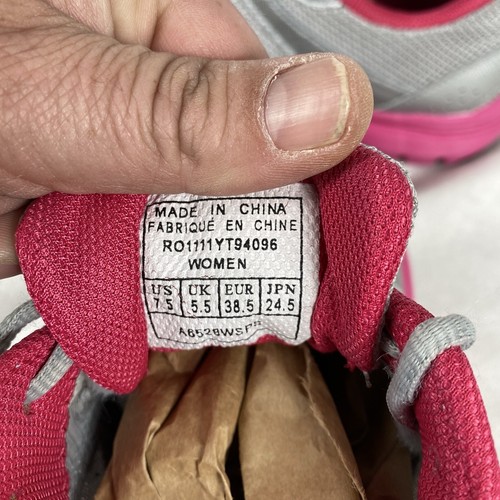 MADE IN CHINA
FABRIQUÉ EN CHINE
RO1111YT94096
WOMEN
US UK EUR JPN
7.5 5.5 38.5 24.5